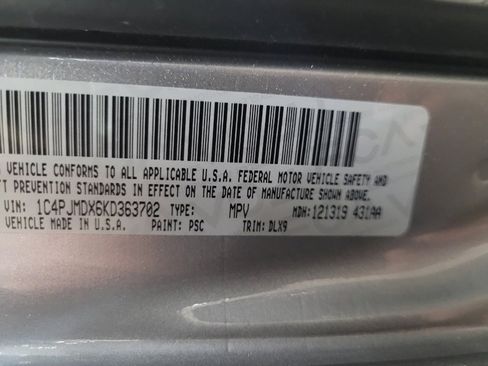 VEHICLE CONFORMS TO ALL APPLICABLE U.S.A. FEDERAL MOTOR VEHICLE SAFETY AND
PREVENTION STANDARDS IN EFFECT ON THE DATE OF MANUFACTURE SHOWN ABOVE.
VIN: 1C4PJMDX6KD363702 TYPE: MPV MDH: 121319 431AA
VEHICLE MADE IN U.S.A. PAINT: PSC TRIM: DLX9